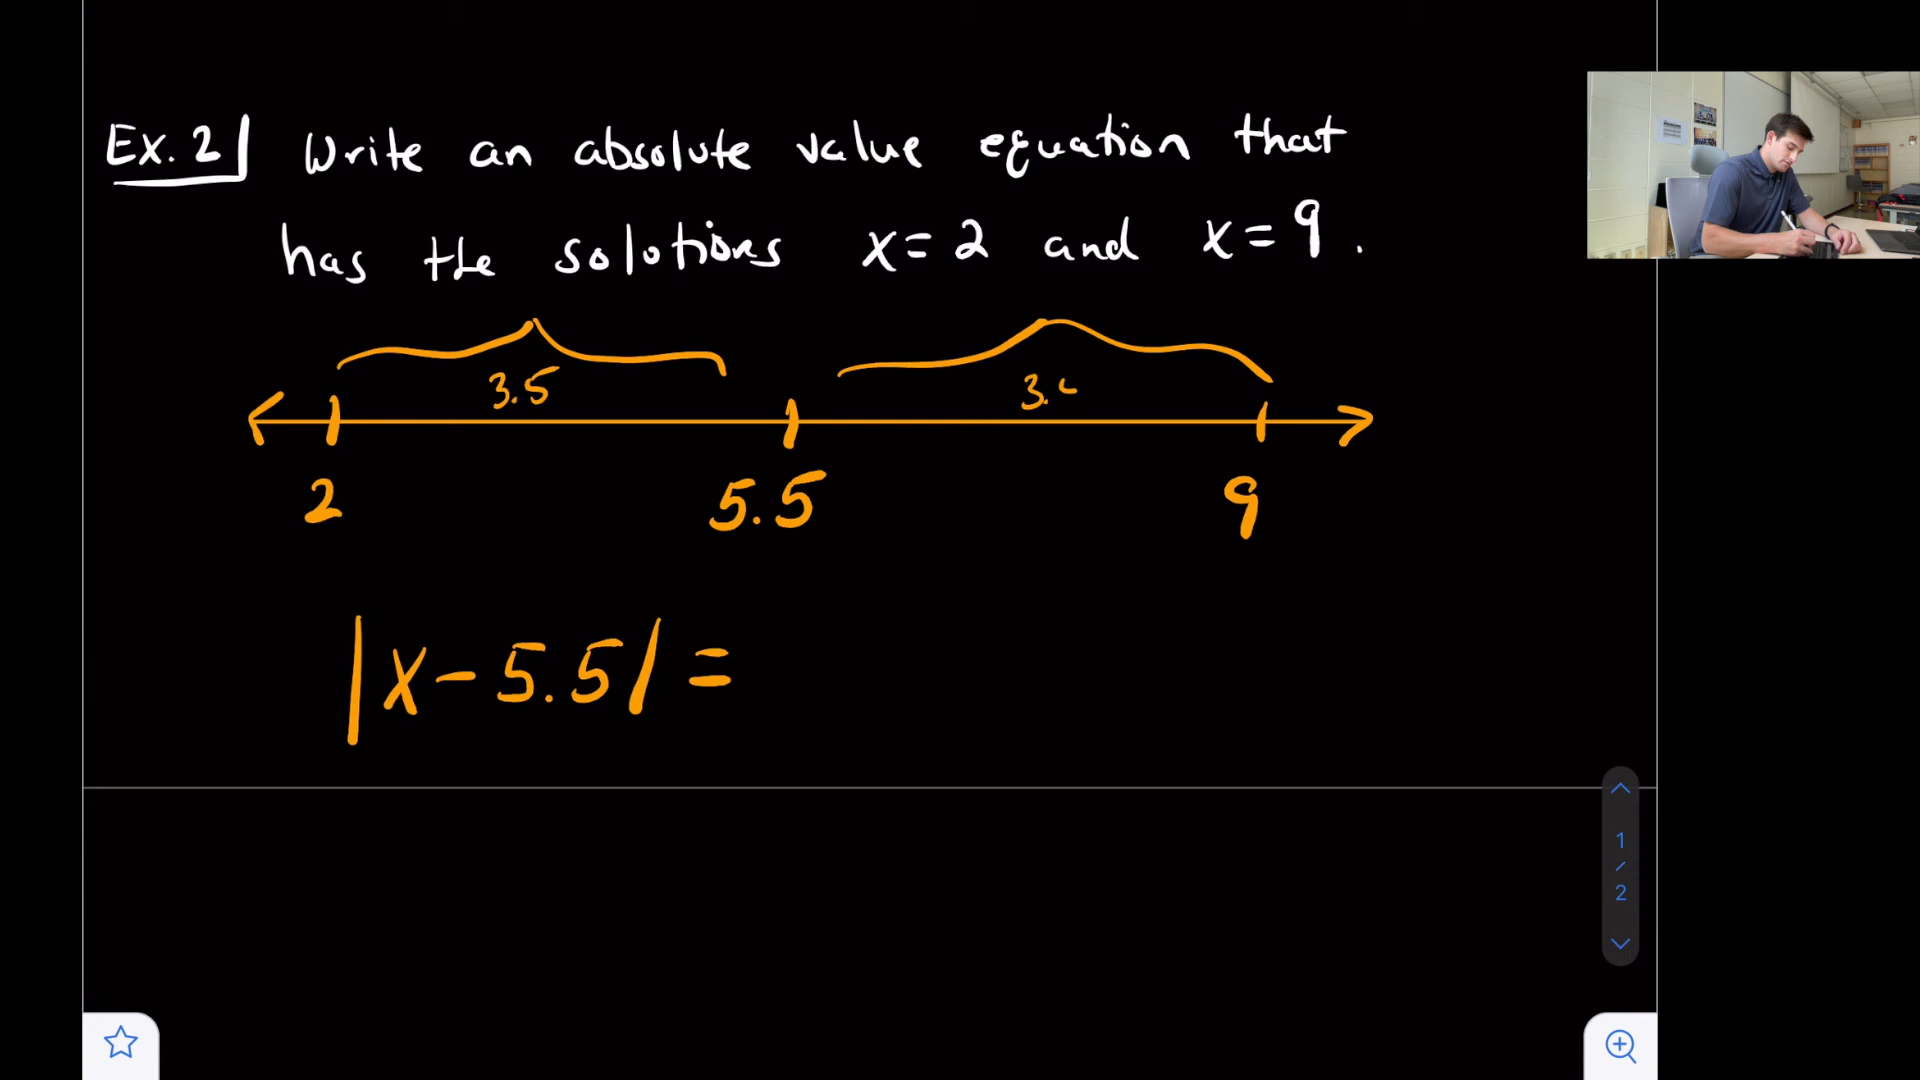 Ex. 2 Write an absolute value equation that
has the solutions x = 2 and x = 9 .
3.5 3.
2 5.5 9
|x - 5.5| =
1
/
2